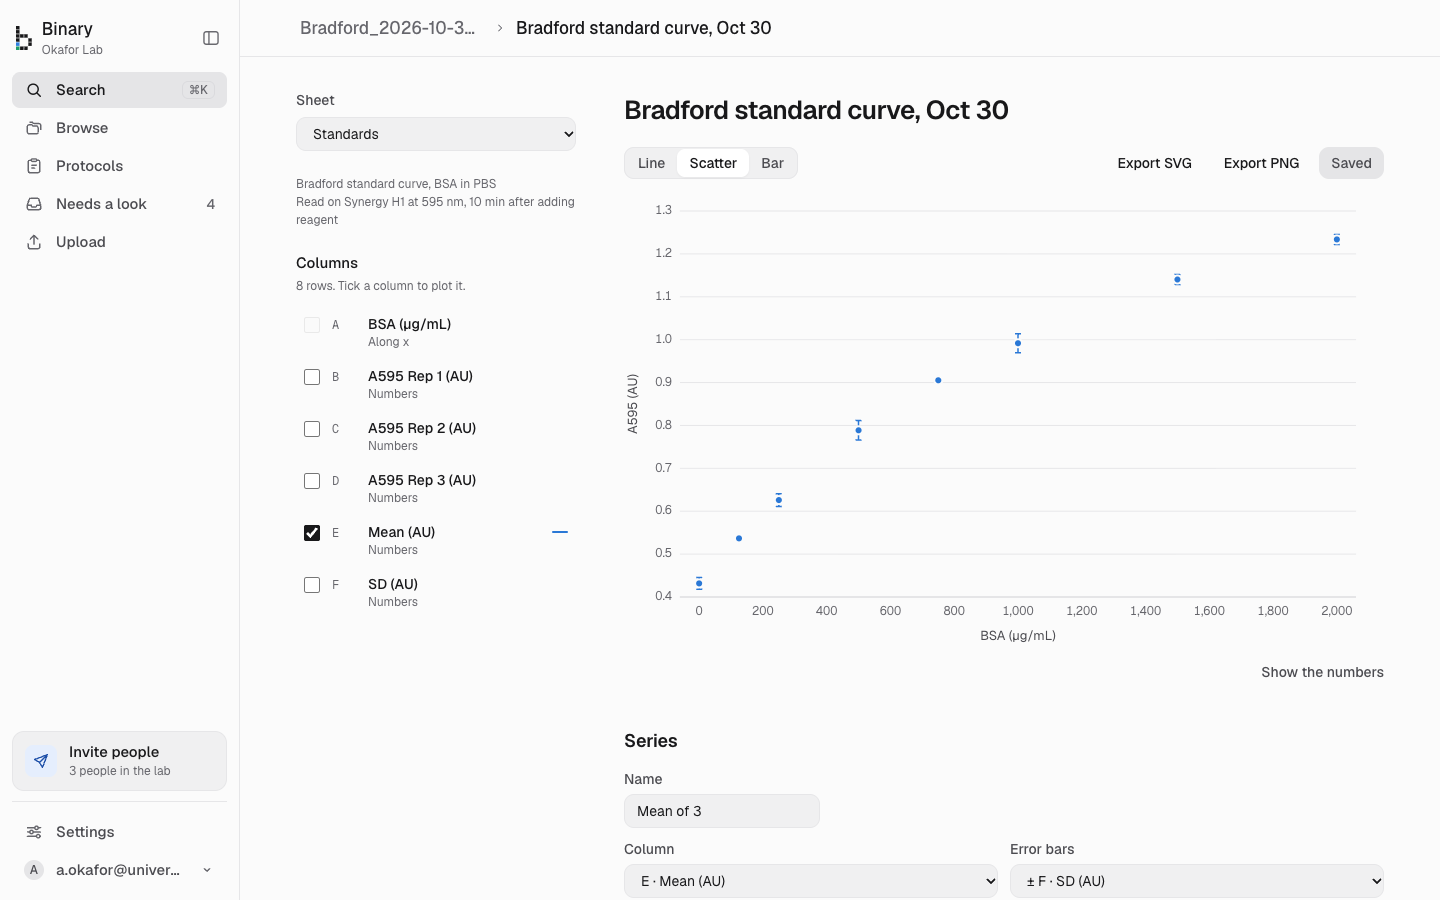 Binary
Okafor Lab
Search ⌘K
Browse
Protocols
Needs a look 4
Upload
Invite people
3 people in the lab
Settings
A a.okafor@univer...
Bradford_2026-10-3... › Bradford standard curve, Oct 30
Sheet
Standards
Bradford standard curve, BSA in PBS
Read on Synergy H1 at 595 nm, 10 min after adding
reagent
Columns
8 rows. Tick a column to plot it.
A BSA (µg/mL)
Along x
B A595 Rep 1 (AU)
Numbers
C A595 Rep 2 (AU)
Numbers
D A595 Rep 3 (AU)
Numbers
E Mean (AU)
Numbers
F SD (AU)
Numbers
Bradford standard curve, Oct 30
Line Scatter Bar
Export SVG Export PNG Saved
1.3
1.2
1.1
1.0
0.9
0.8
0.7
0.6
0.5
0.4
A595 (AU)
0 200 400 600 800 1,000 1,200 1,400 1,600 1,800 2,000
BSA (µg/mL)
Show the numbers
Series
Name
Mean of 3
Column Error bars
E · Mean (AU) ± F · SD (AU)